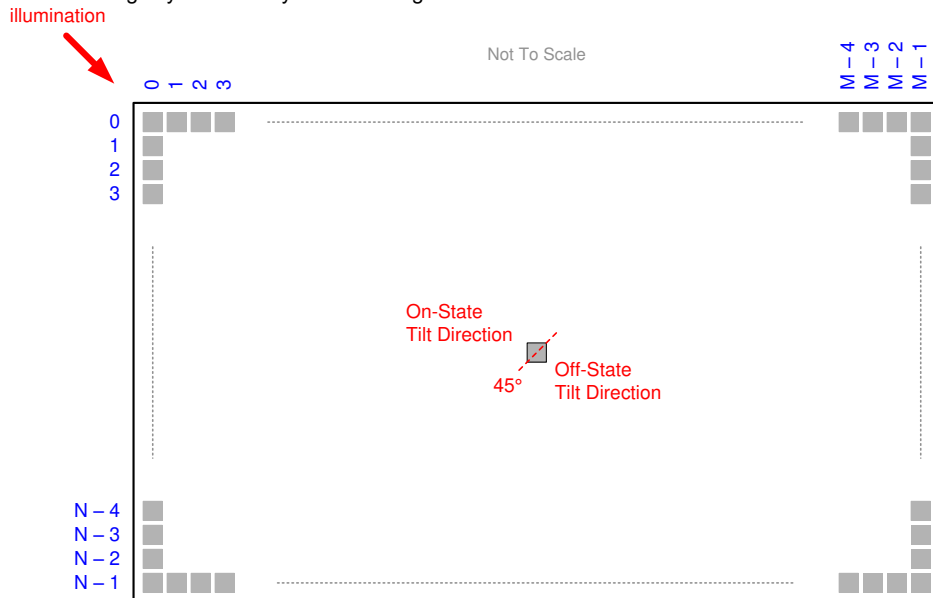 illumination
Not To Scale
M – 4
M – 3
M – 2
M – 1
0
1
2
3
0
1
2
3
On-State
Tilt Direction
45°
Off-State
Tilt Direction
N – 4
N – 3
N – 2
N – 1